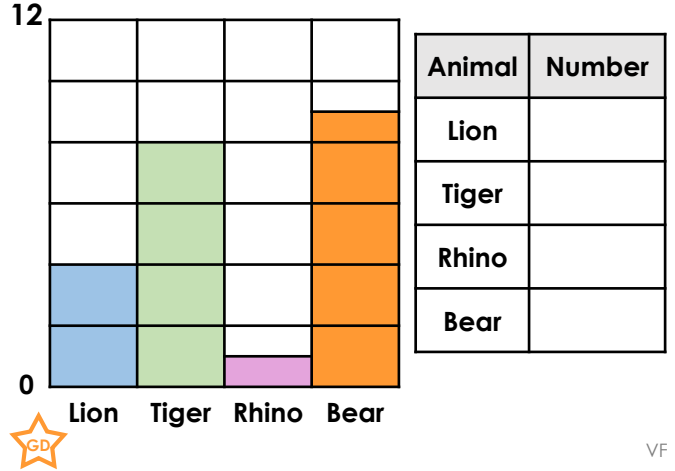 12
0
Lion Tiger Rhino Bear
Animal Number
Lion
Tiger
Rhino
Bear
GD
VF